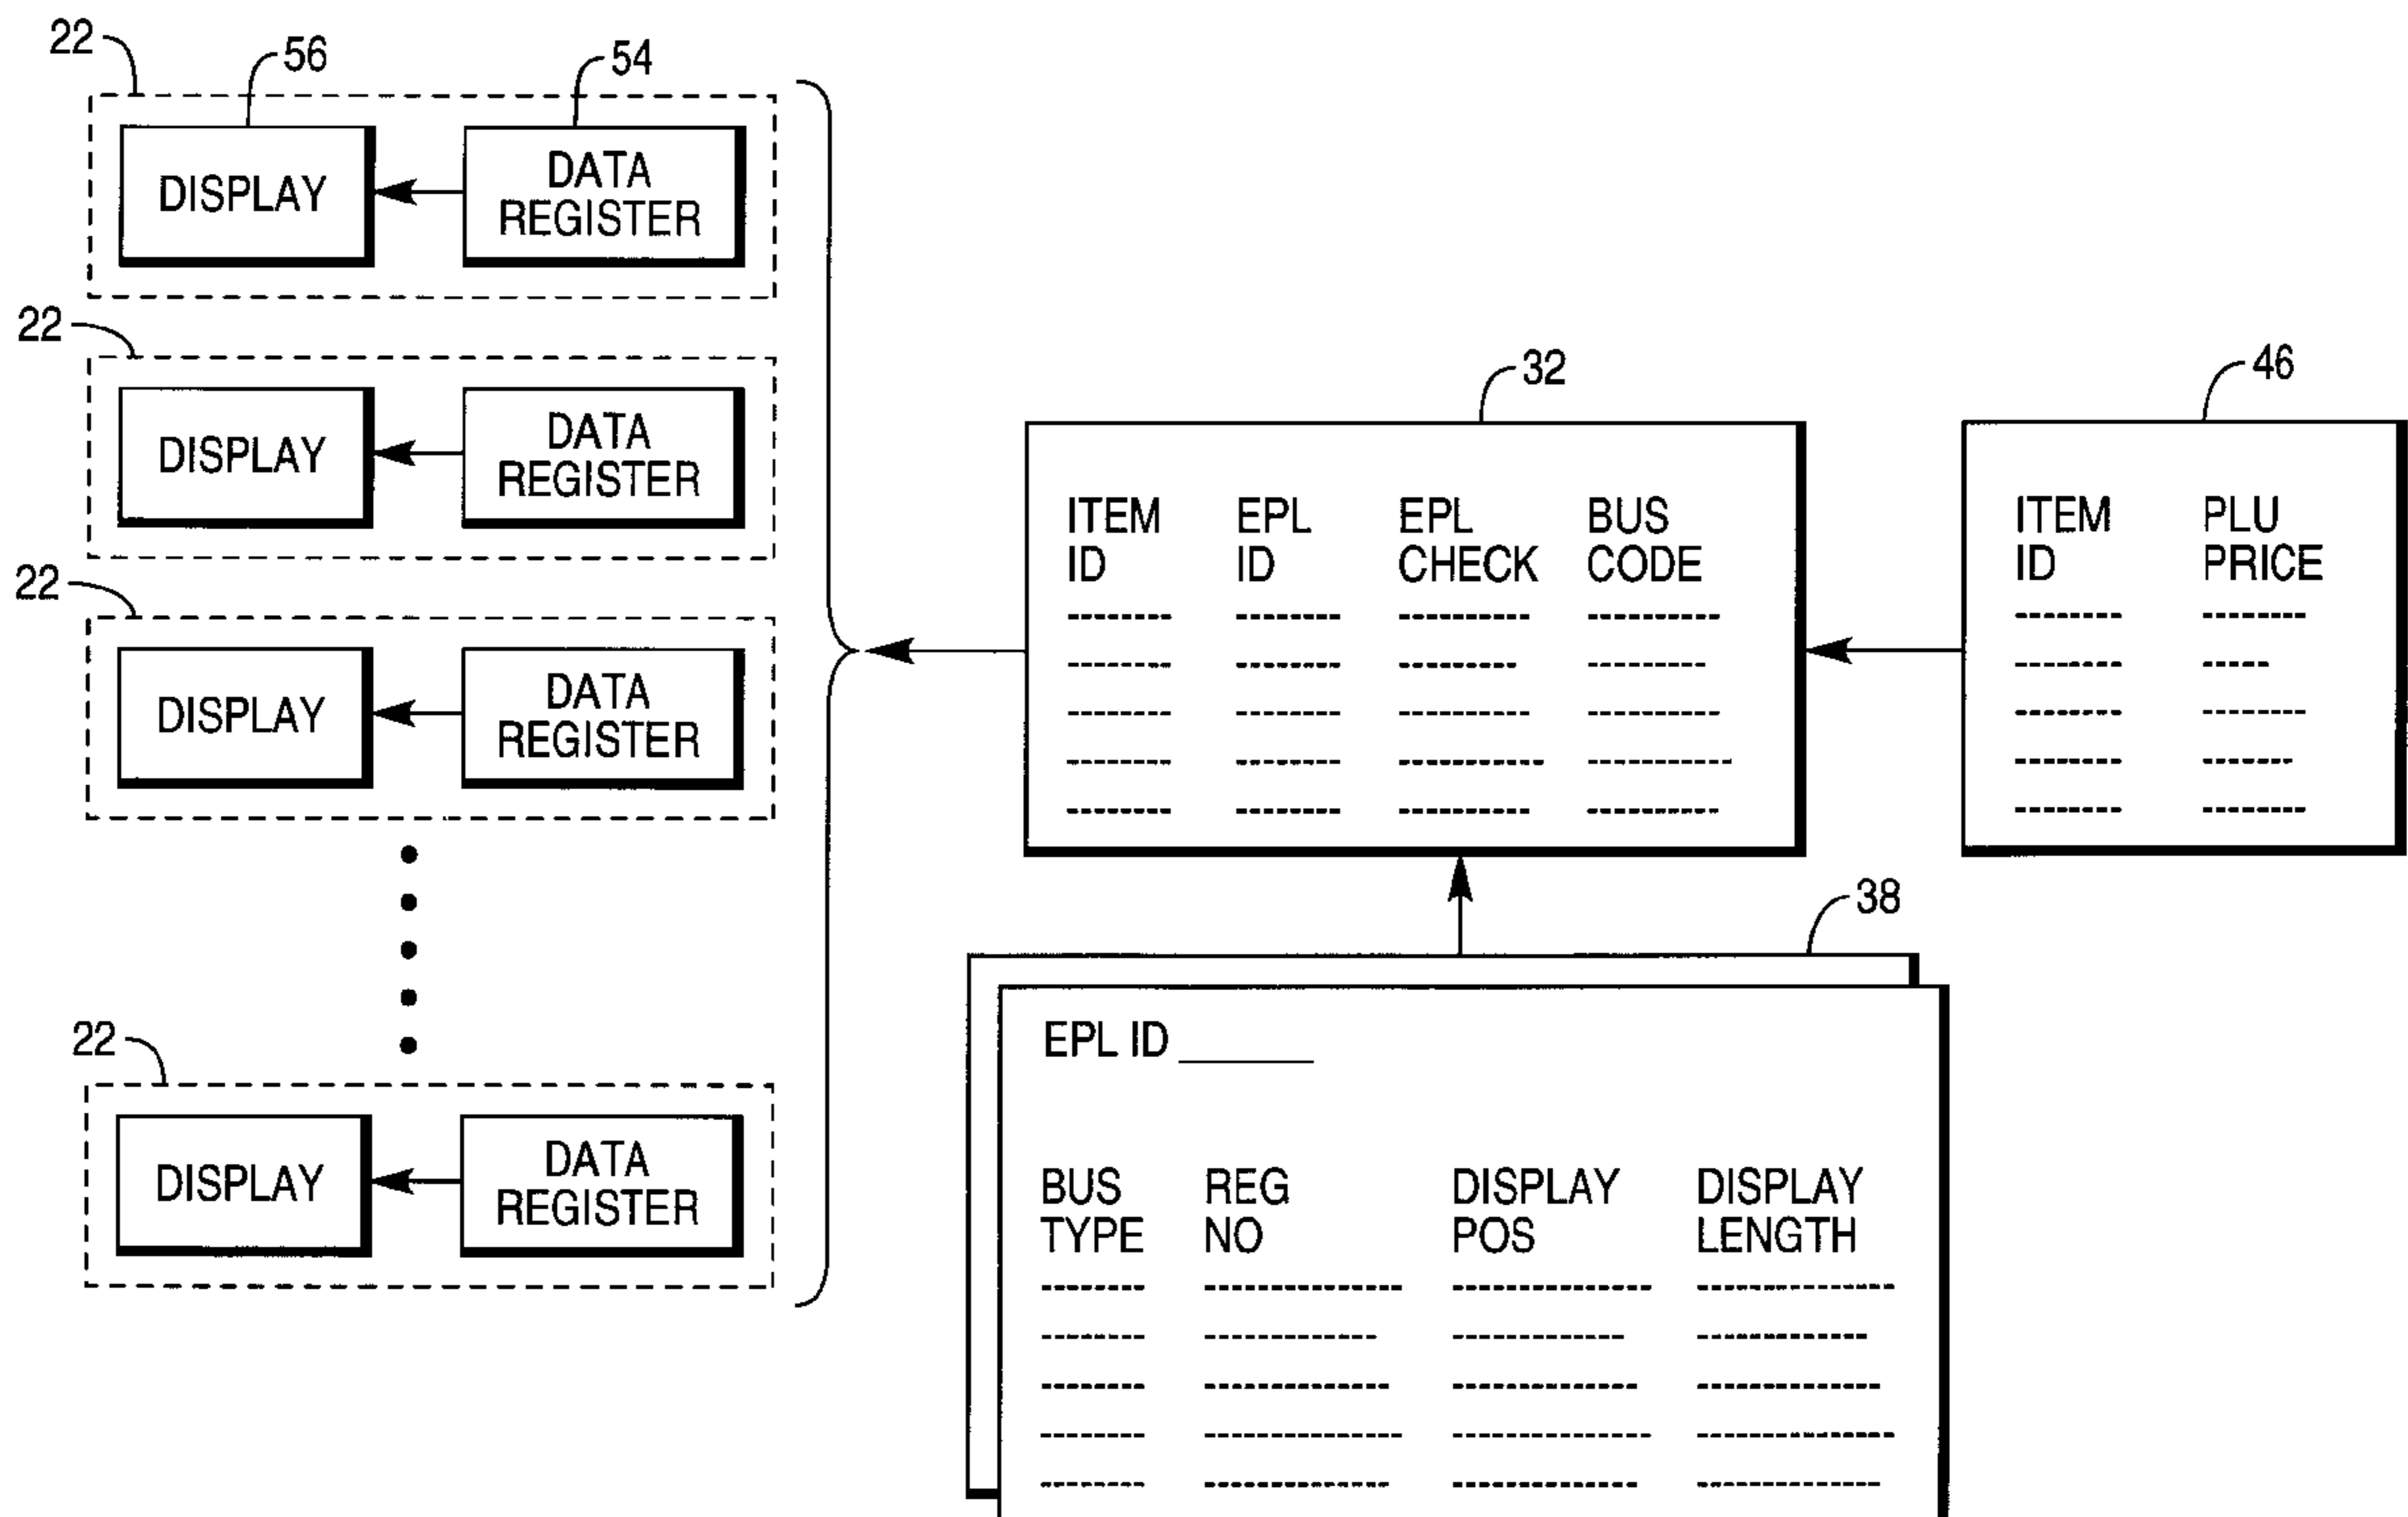 22
56
54
DISPLAY
DATA
REGISTER
22
DISPLAY
DATA
REGISTER
22
DISPLAY
DATA
REGISTER
22
DISPLAY
DATA
REGISTER
32
ITEM ID
EPL ID
EPL CHECK
BUS CODE
46
ITEM ID
PLU PRICE
38
EPL ID
BUS TYPE
REG NO
DISPLAY POS
DISPLAY LENGTH